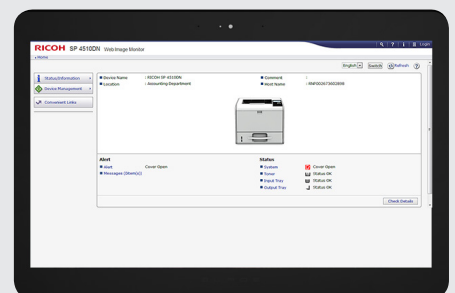 RICOH SP 4510DN Web Image Monitor
Login
Home
English Switch Refresh
Status/Information
Device Management
Convenient Links
Device Name : RICOH SP 4510DN
Location : Accounting Department
Comment :
Host Name
Alert
Alert Cover Open
Messages (0item(s))
Status
System Cover Open
Toner Status OK
Input Tray Status OK
Output Tray Status OK
Check Details